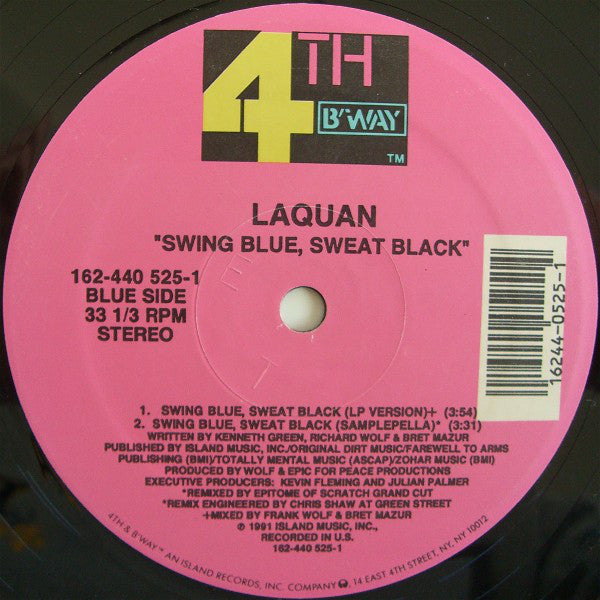 4TH
B'WAY
TM
LAQUAN
"SWING BLUE, SWEAT BLACK"
162-440 525-1
BLUE SIDE
33 1/3 RPM
STEREO
16244-0525-1
1. SWING BLUE, SWEAT BLACK (LP VERSION)+ (3:54)
2. SWING BLUE, SWEAT BLACK (SAMPLEPELLA)* (3:31)
WRITTEN BY KENNETH GREEN, RICHARD WOLF & BRET MAZUR
PUBLISHED BY ISLAND MUSIC, INC./ORIGINAL DIRT MUSIC/FAREWELL TO ARMS
PUBLISHING (BMI)/TOTALLY MENTAL MUSIC (ASCAP)/ZOHAR MUSIC (BMI)
PRODUCED BY WOLF & EPIC FOR PEACE PRODUCTIONS
EXECUTIVE PRODUCERS: KEVIN FLEMING AND JULIAN PALMER
*REMIXED BY EPITOME OF SCRATCH GRAND CUT
*REMIX ENGINEERED BY CHRIS SHAW AT GREEN STREET
+MIXED BY FRANK WOLF & BRET MAZUR
℗ 1991 ISLAND MUSIC, INC.,
RECORDED IN U.S.
162-440 525-1
4TH & B'WAY™ AN ISLAND RECORDS, INC. COMPANY, 14 EAST 4TH STREET, NY, NY 10012